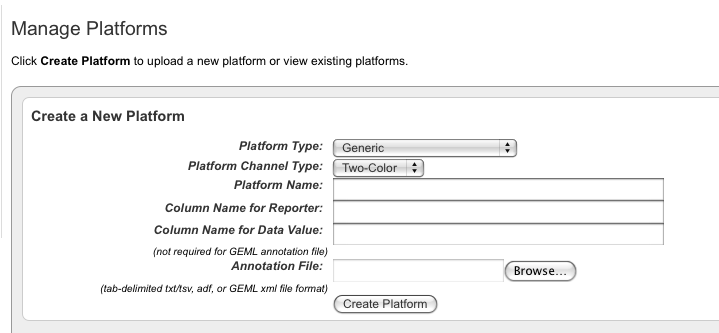 Manage Platforms
Click Create Platform to upload a new platform or view existing platforms.
Create a New Platform
Platform Type: Generic
Platform Channel Type: Two-Color
Platform Name:
Column Name for Reporter:
Column Name for Data Value:
(not required for GEML annotation file)
Annotation File: Browse...
(tab-delimited txt/tsv, adf, or GEML xml file format)
Create Platform